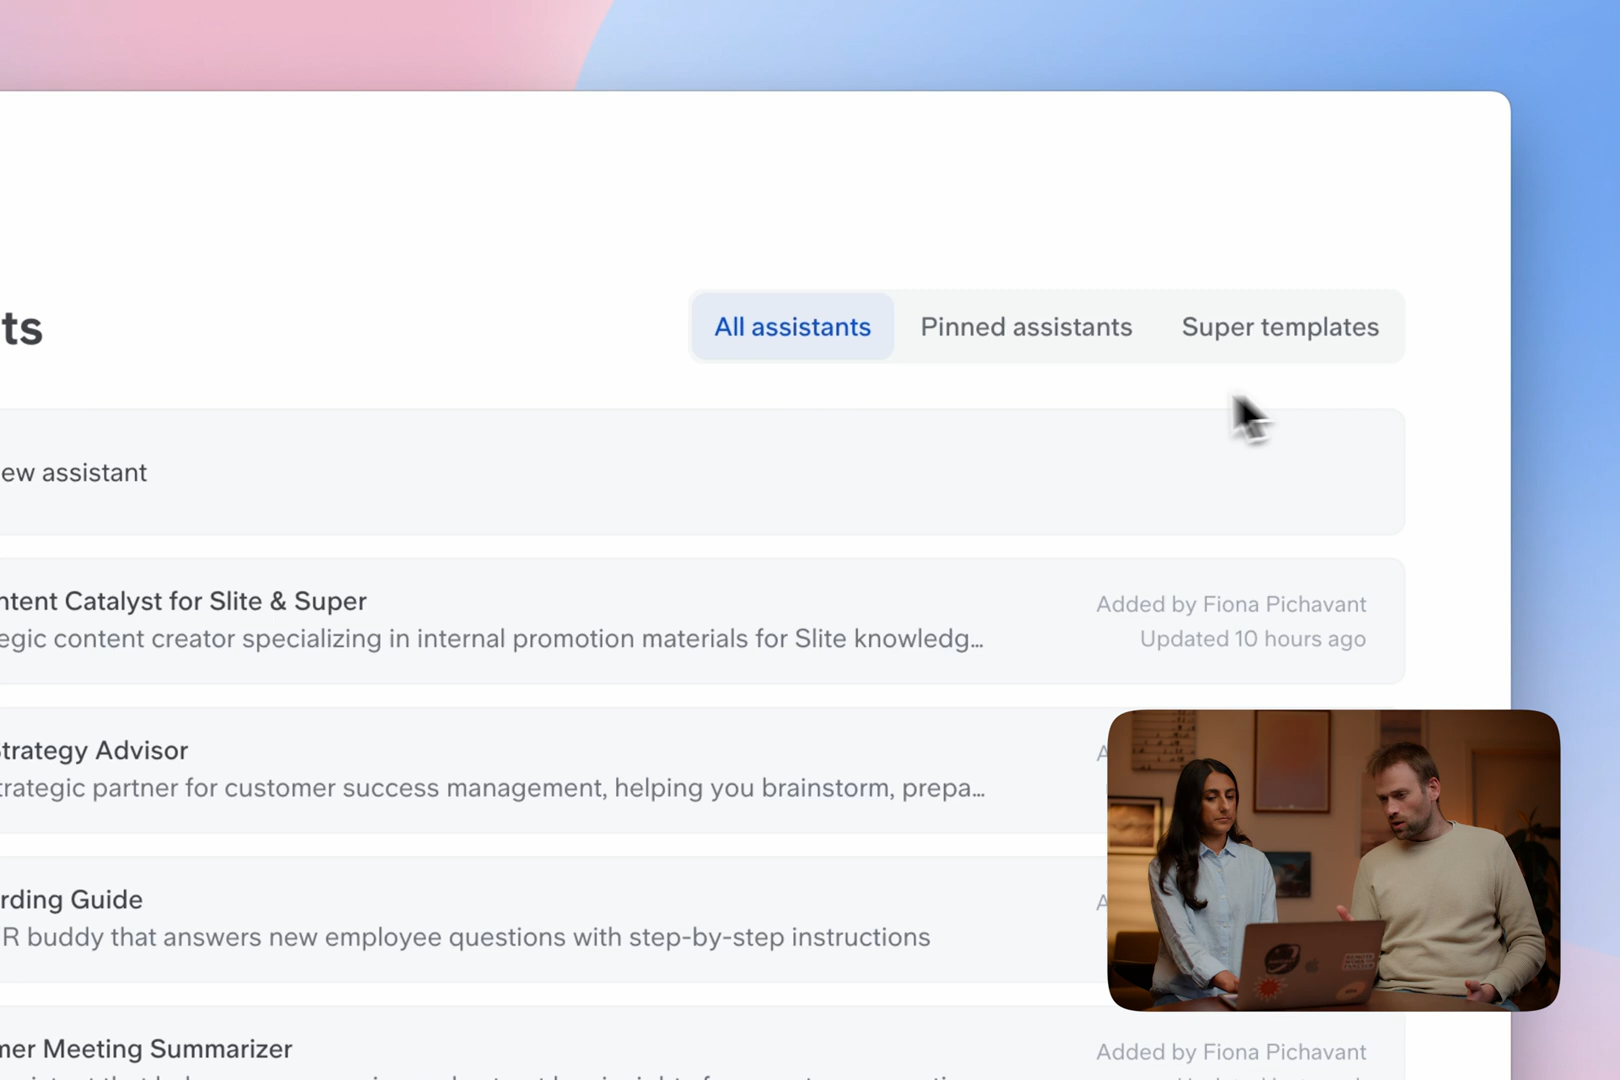 ts
All assistants
Pinned assistants
Super templates
ew assistant
ntent Catalyst for Slite & Super
Added by Fiona Pichavant
egic content creator specializing in internal promotion materials for Slite knowledg…
Updated 10 hours ago
trategy Advisor
trategic partner for customer success management, helping you brainstorm, prepa…
rding Guide
R buddy that answers new employee questions with step-by-step instructions
mer Meeting Summarizer
Added by Fiona Pichavant